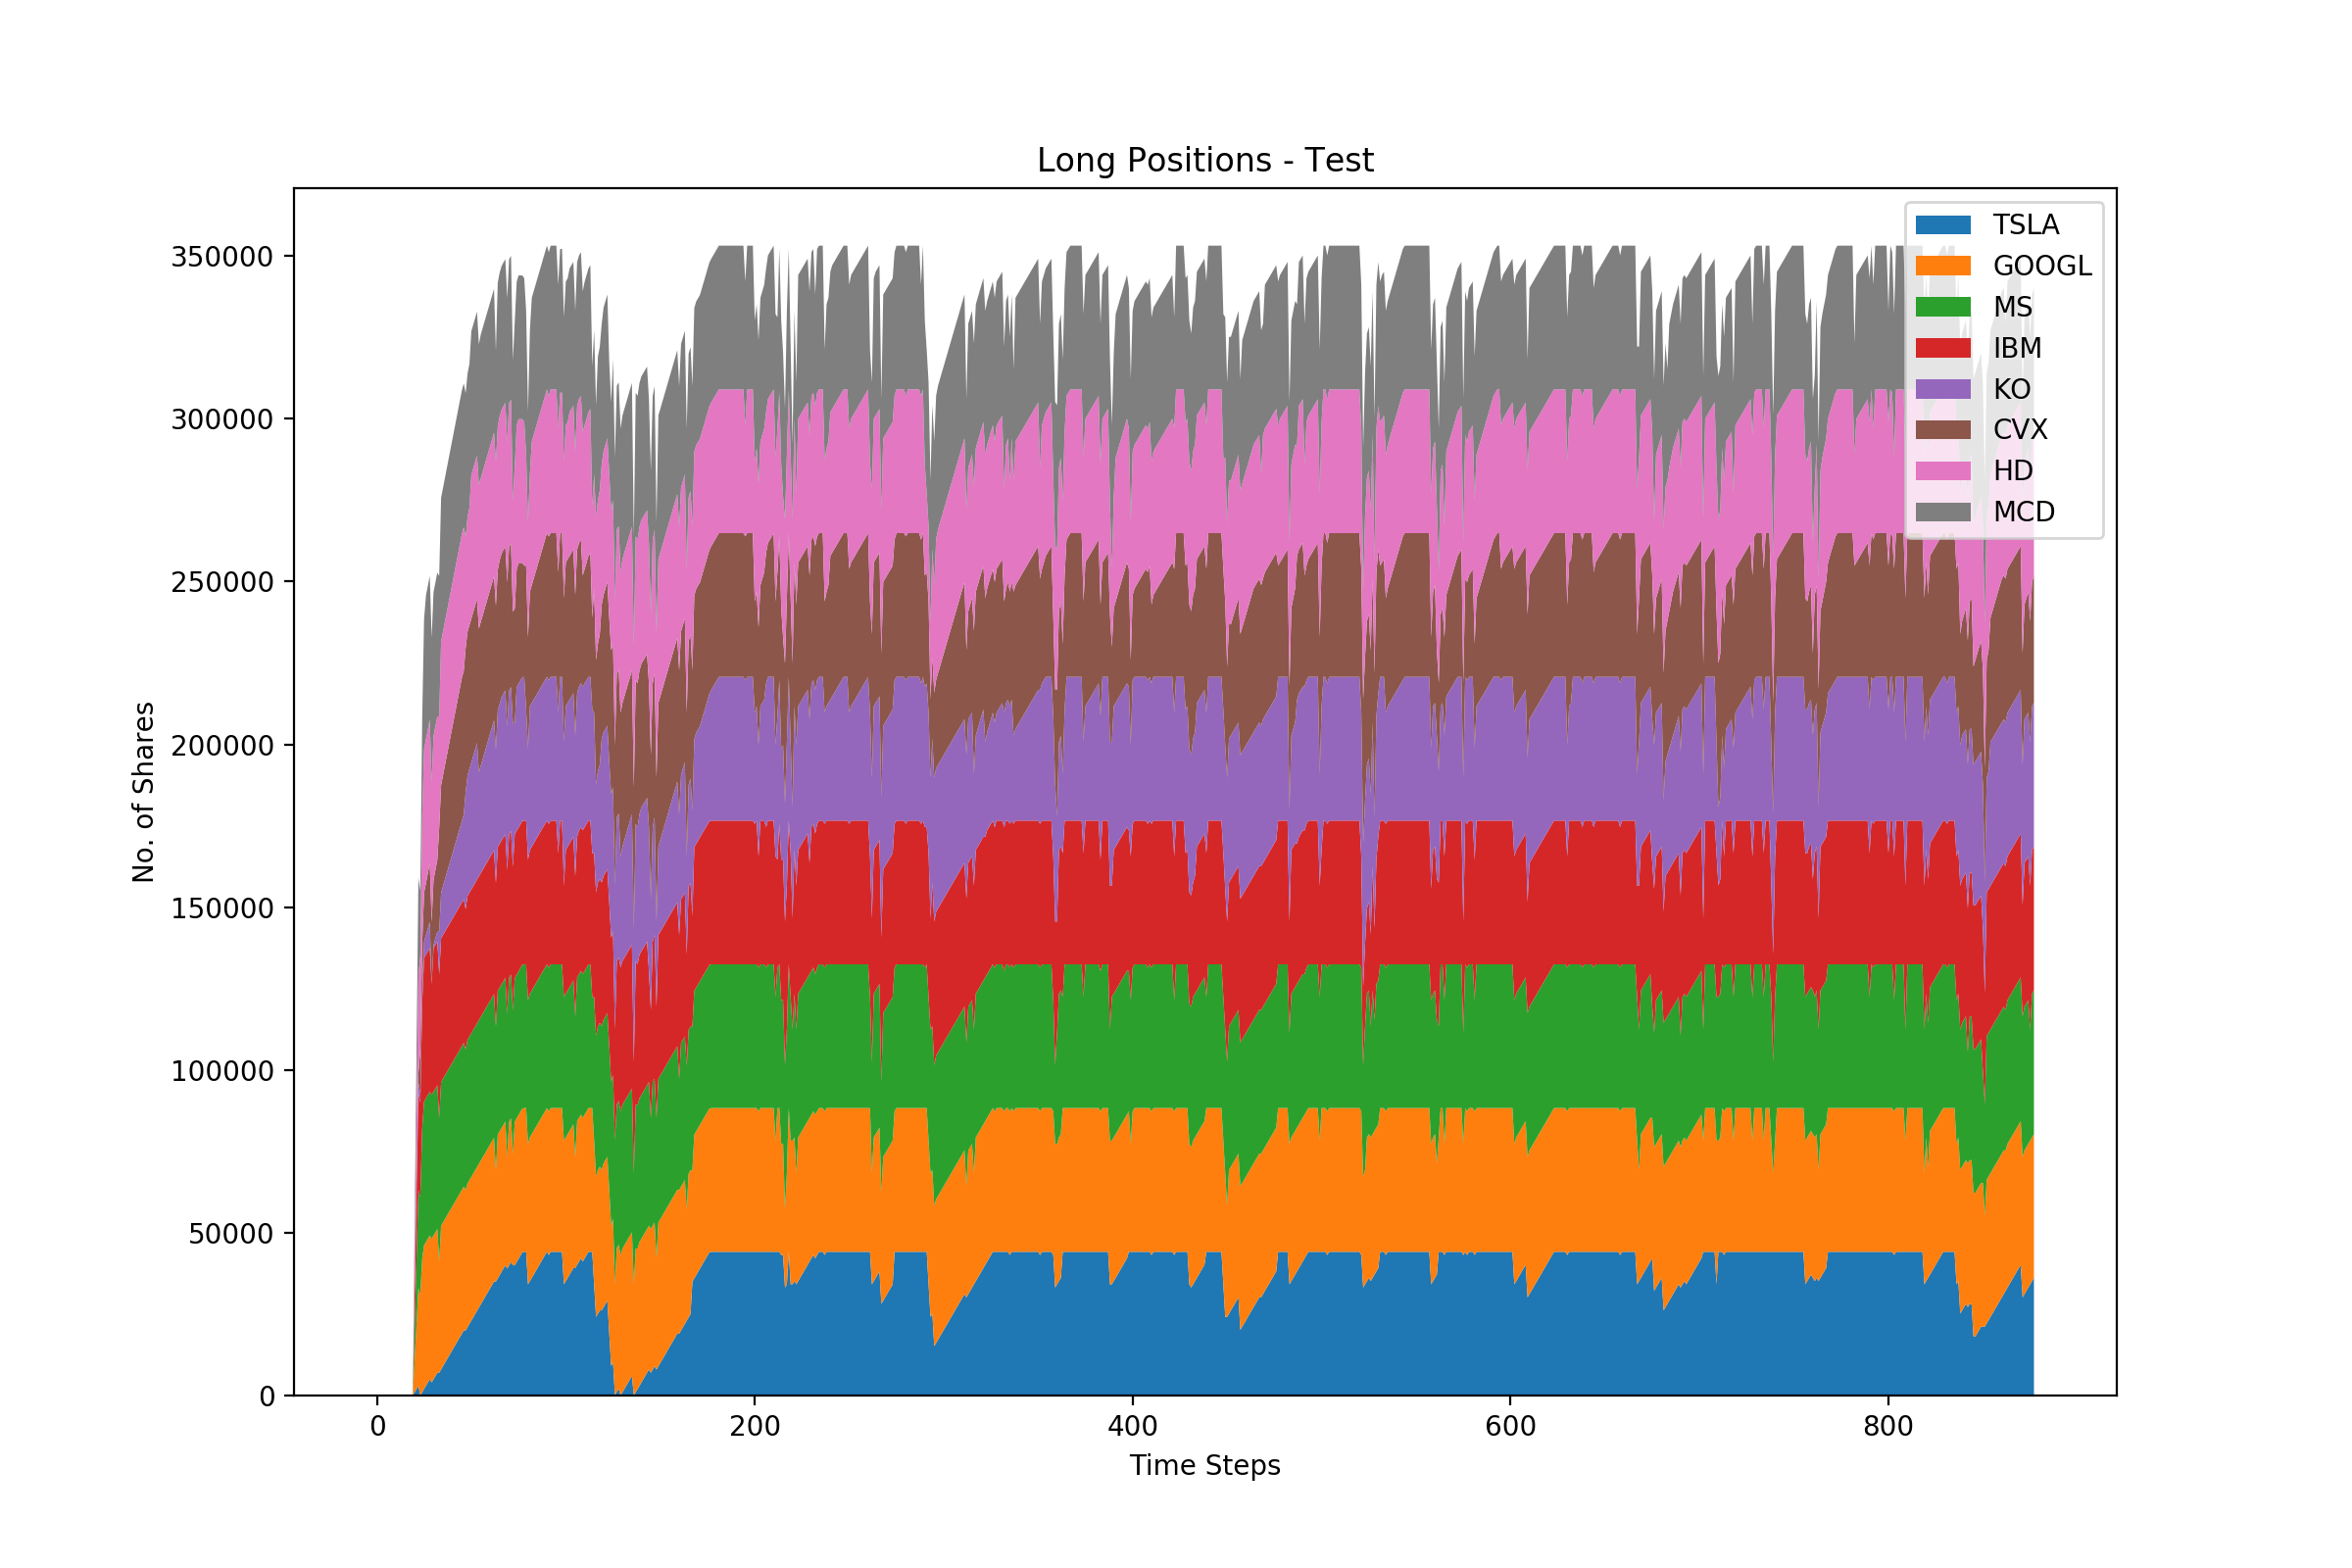 Long Positions - Test
No. of Shares
350000
300000
250000
200000
150000
100000
50000
0
0 200 400 600 800
Time Steps
TSLA
GOOGL
MS
IBM
KO
CVX
HD
MCD